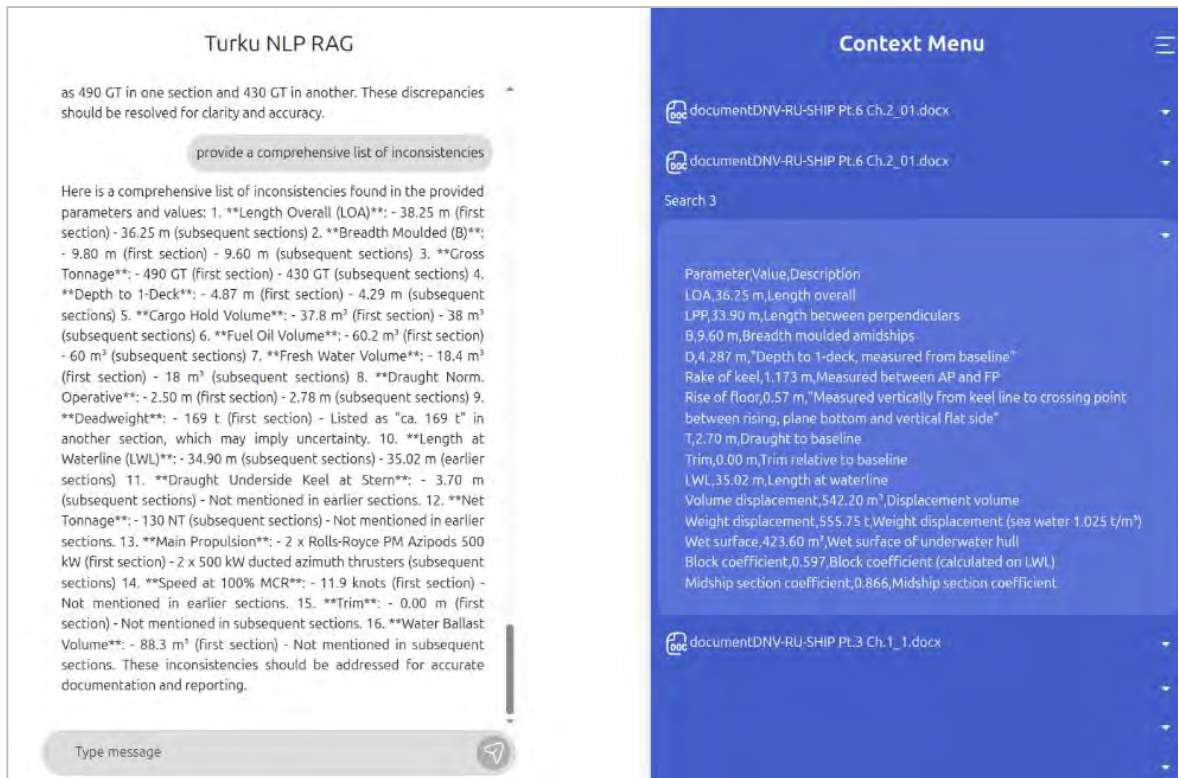 Turku NLP RAG
as 490 GT in one section and 430 GT in another. These discrepancies
should be resolved for clarity and accuracy.
provide a comprehensive list of inconsistencies
Here is a comprehensive list of inconsistencies found in the provided
parameters and values: 1. **Length Overall (LOA)**: - 38.25 m (first
section) - 36.25 m (subsequent sections) 2. **Breadth Moulded (B)**:
- 9.80 m (first section) - 9.60 m (subsequent sections) 3. **Gross
Tonnage**: - 490 GT (first section) - 430 GT (subsequent sections) 4.
**Depth to 1-Deck**: - 4.87 m (first section) - 4.29 m (subsequent
sections) 5. **Cargo Hold Volume**: - 37.8 m³ (first section) - 38 m³
(subsequent sections) 6. **Fuel Oil Volume**: - 60.2 m³ (first section)
- 60 m³ (subsequent sections) 7. **Fresh Water Volume**: - 18.4 m³
(first section) - 18 m³ (subsequent sections) 8. **Draught Norm.
Operative**: - 2.50 m (first section) - 2.78 m (subsequent sections) 9.
**Deadweight**: - 169 t (first section) - Listed as "ca. 169 t" in
another section, which may imply uncertainty. 10. **Length at
Waterline (LWL)**: - 34.90 m (subsequent sections) - 35.02 m (earlier
sections) 11. **Draught Underside Keel at Stern**: - 3.70 m
(subsequent sections) - Not mentioned in earlier sections. 12. **Net
Tonnage**: - 130 NT (subsequent sections) - Not mentioned in earlier
sections. 13. **Main Propulsion**: - 2 x Rolls-Royce PM Azipods 500
kW (first section) - 2 x 500 kW ducted azimuth thrusters (subsequent
sections) 14. **Speed at 100% MCR**: - 11.9 knots (first section) -
Not mentioned in earlier sections. 15. **Trim**: - 0.00 m (first
section) - Not mentioned in subsequent sections. 16. **Water Ballast
Volume**: - 88.3 m³ (first section) - Not mentioned in subsequent
sections. These inconsistencies should be addressed for accurate
documentation and reporting.
Type message
Context Menu
DOC documentDNV-RU-SHIP Pt.6 Ch.2_01.docx
DOC documentDNV-RU-SHIP Pt.6 Ch.2_01.docx
Search 3
Parameter,Value,Description
LOA,36.25 m,Length overall
LPP,33.90 m,Length between perpendiculars
B,9.60 m,Breadth moulded amidships
D,4.287 m,"Depth to 1-deck, measured from baseline"
Rake of keel,1.173 m,Measured between AP and FP
Rise of floor,0.57 m,"Measured vertically from keel line to crossing point
between rising, plane bottom and vertical flat side"
T,2.70 m,Draught to baseline
Trim,0.00 m,Trim relative to baseline
LWL,35.02 m,Length at waterline
Volume displacement,542.20 m³,Displacement volume
Weight displacement,555.75 t,Weight displacement (sea water 1.025 t/m³)
Wet surface,423.60 m²,Wet surface of underwater hull
Block coefficient,0.597,Block coefficient (calculated on LWL)
Midship section coefficient,0.866,Midship section coefficient
DOC documentDNV-RU-SHIP Pt.3 Ch.1_1.docx